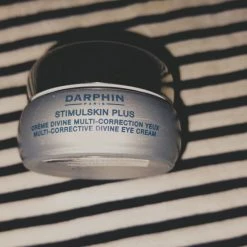 DARPHIN
PARIS
STIMULSKIN PLUS
CRÈME DIVINE MULTI-CORRECTION YEUX
MULTI-CORRECTIVE DIVINE EYE CREAM